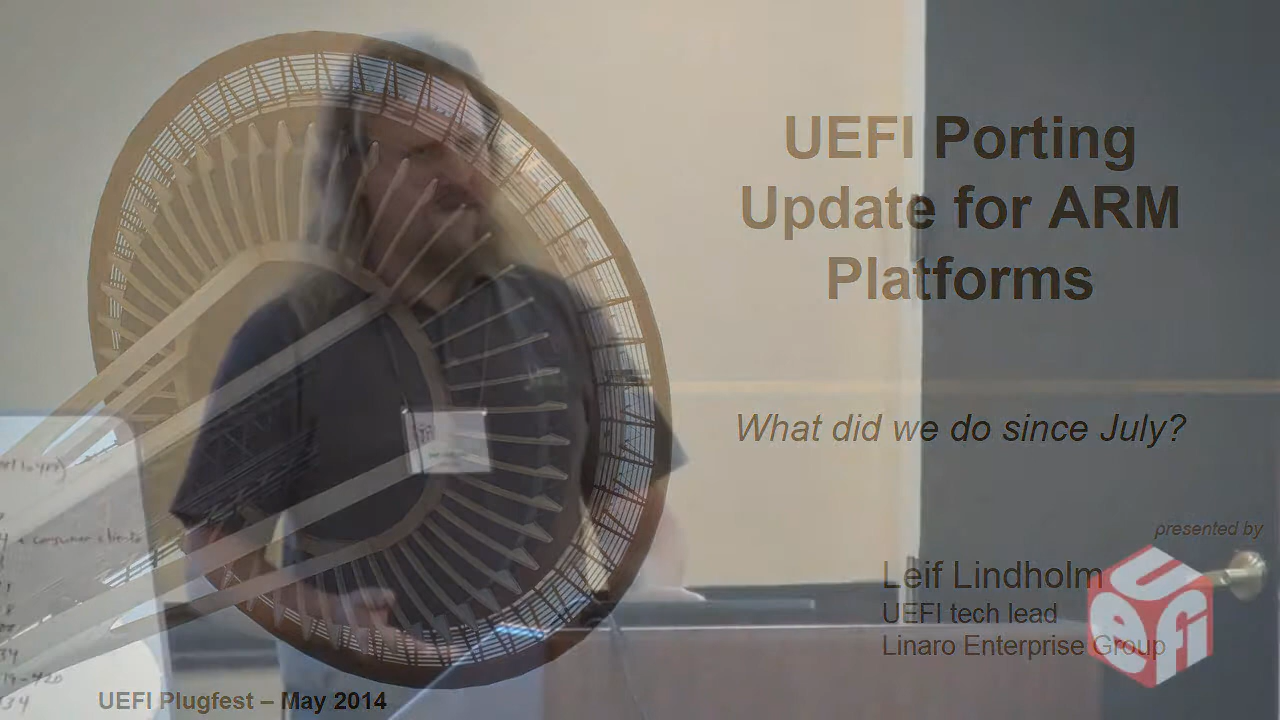 UEFI Porting
Update for ARM
Platforms
What did we do since July?
presented by
Leif Lindholm
UEFI tech lead
Linaro Enterprise Group
uefi
UEFI Plugfest – May 2014